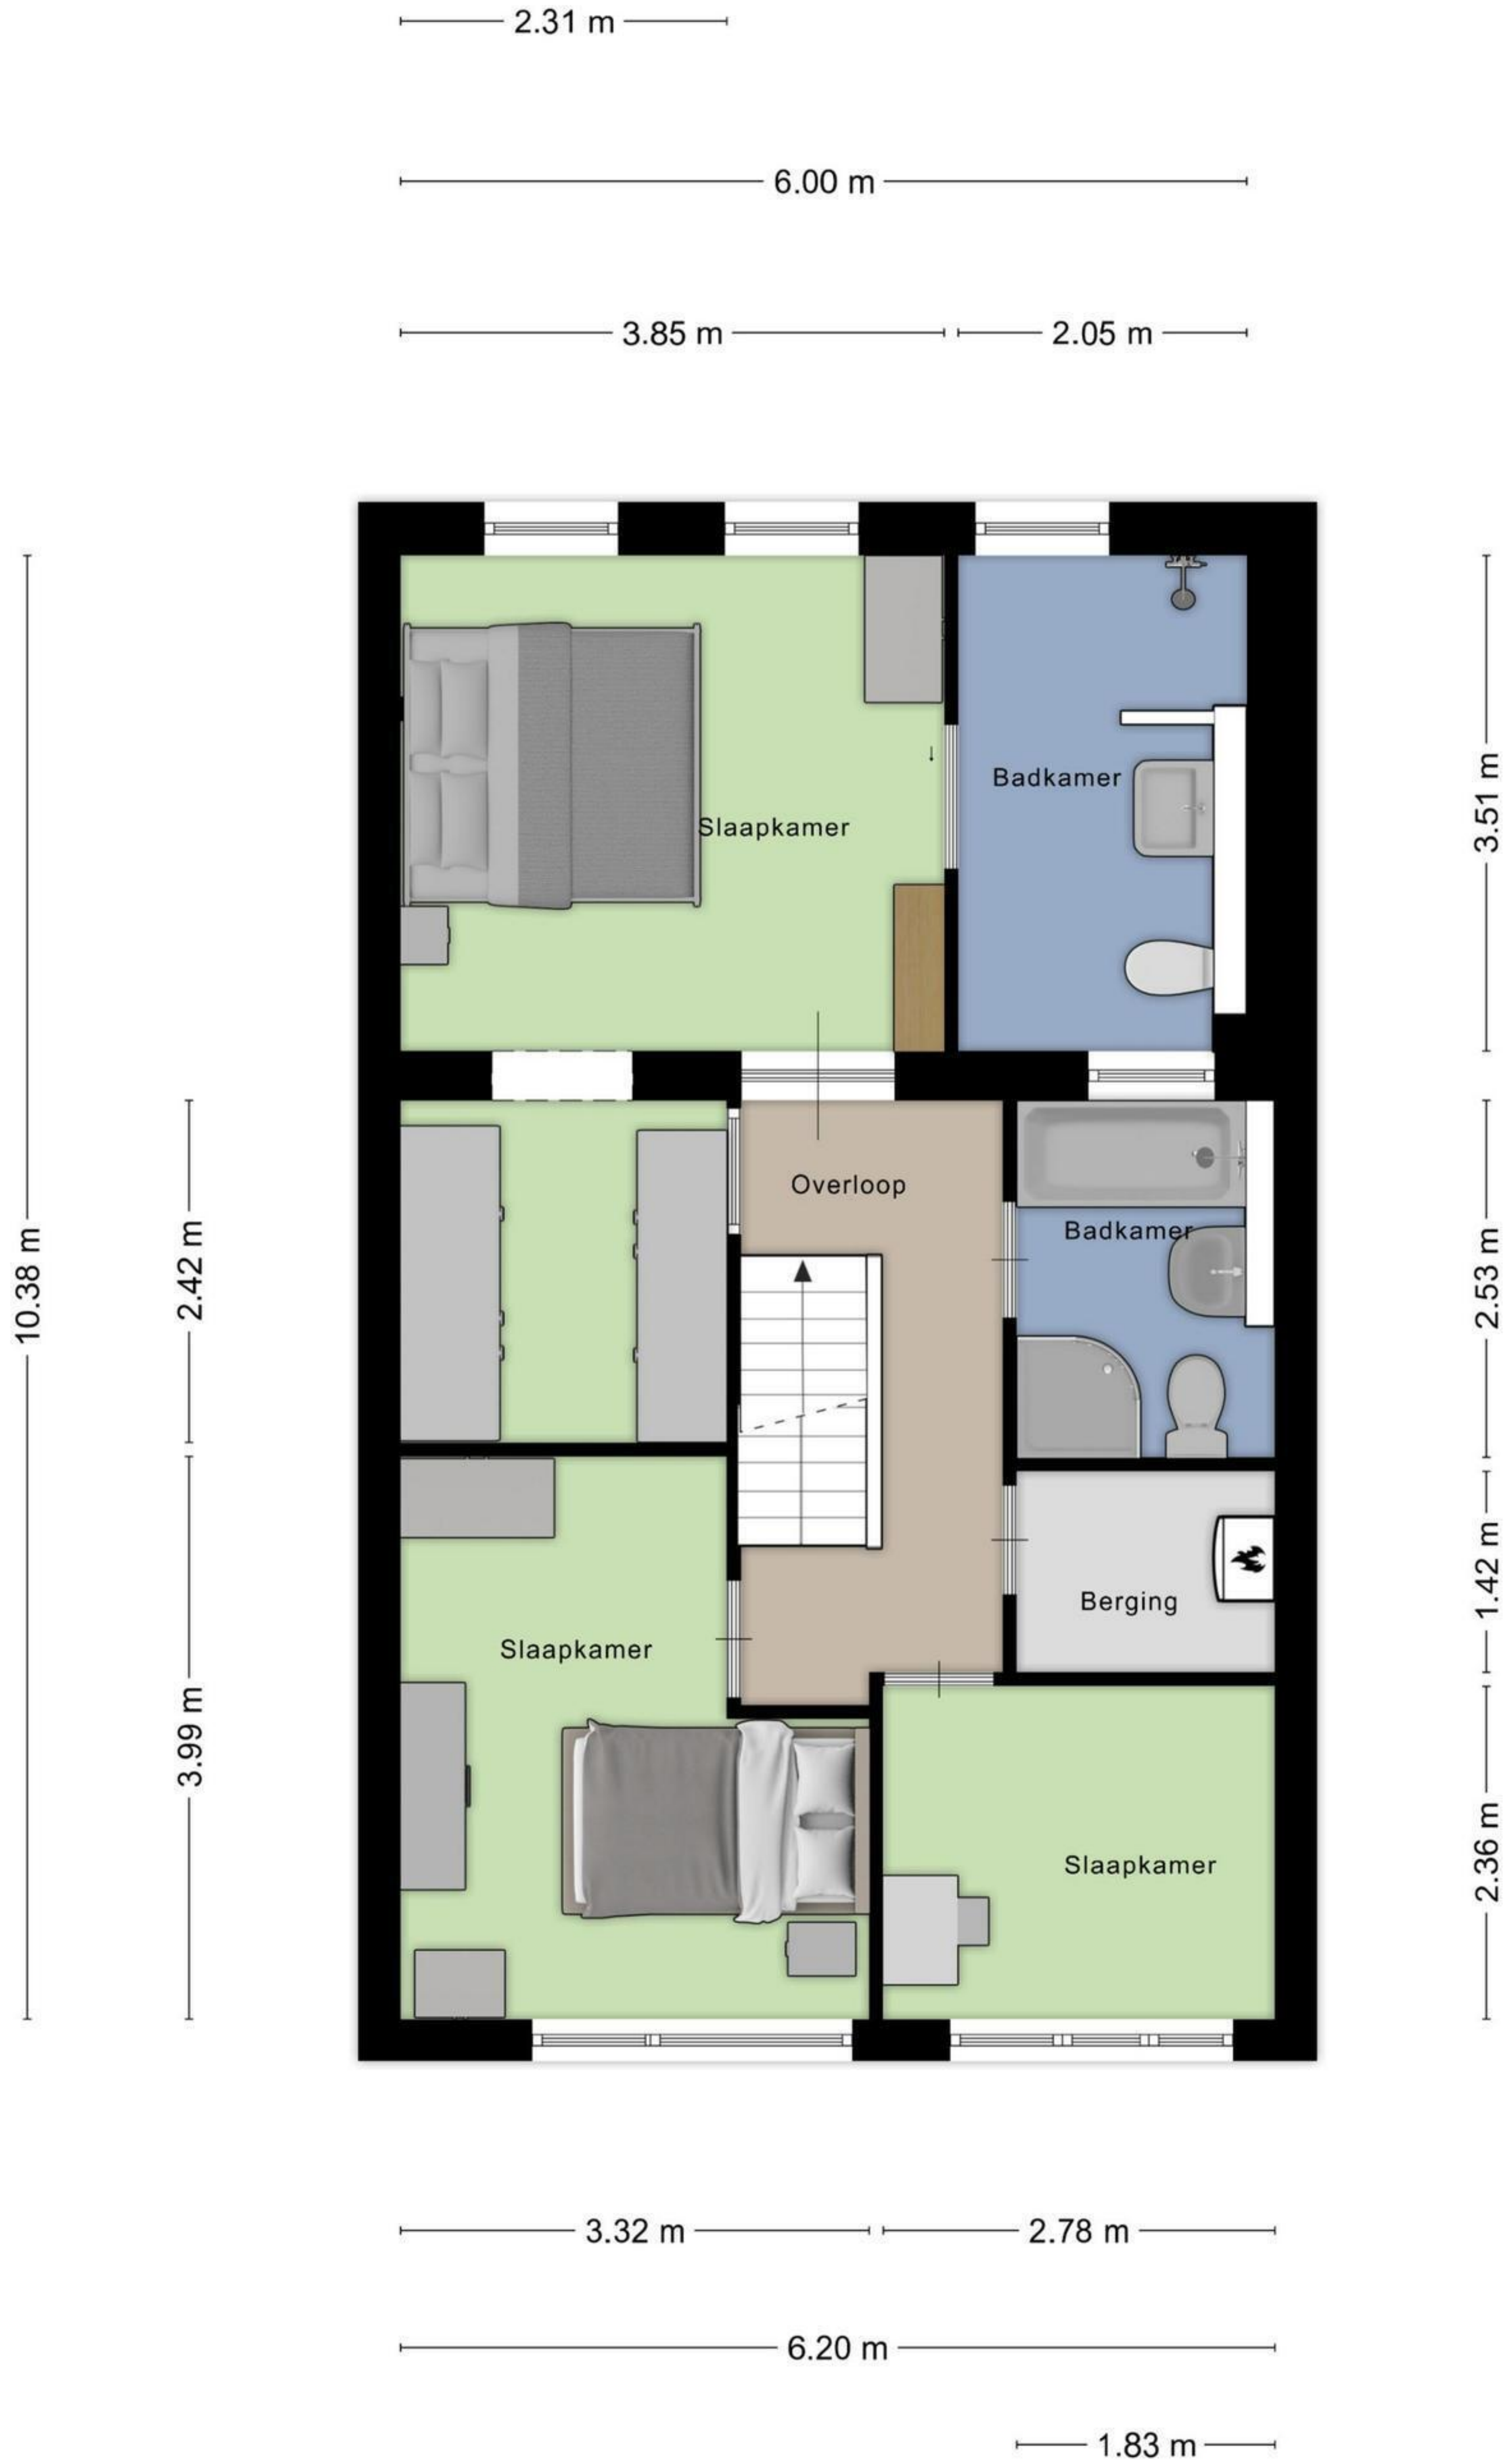 2.31 m
6.00 m
3.85 m
2.05 m
Slaapkamer
Badkamer
3.51 m
10.38 m
2.42 m
Overloop
Badkamer
2.53 m
Slaapkamer
Berging
1.42 m
3.99 m
Slaapkamer
2.36 m
3.32 m
2.78 m
6.20 m
1.83 m